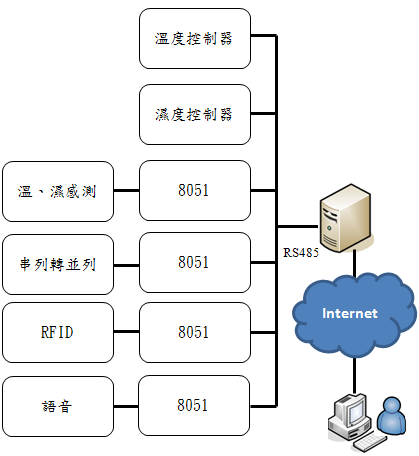 溫度控制器
濕度控制器
溫、濕感測
8051
串列轉並列
8051
RFID
8051
語音
8051
RS485
Internet